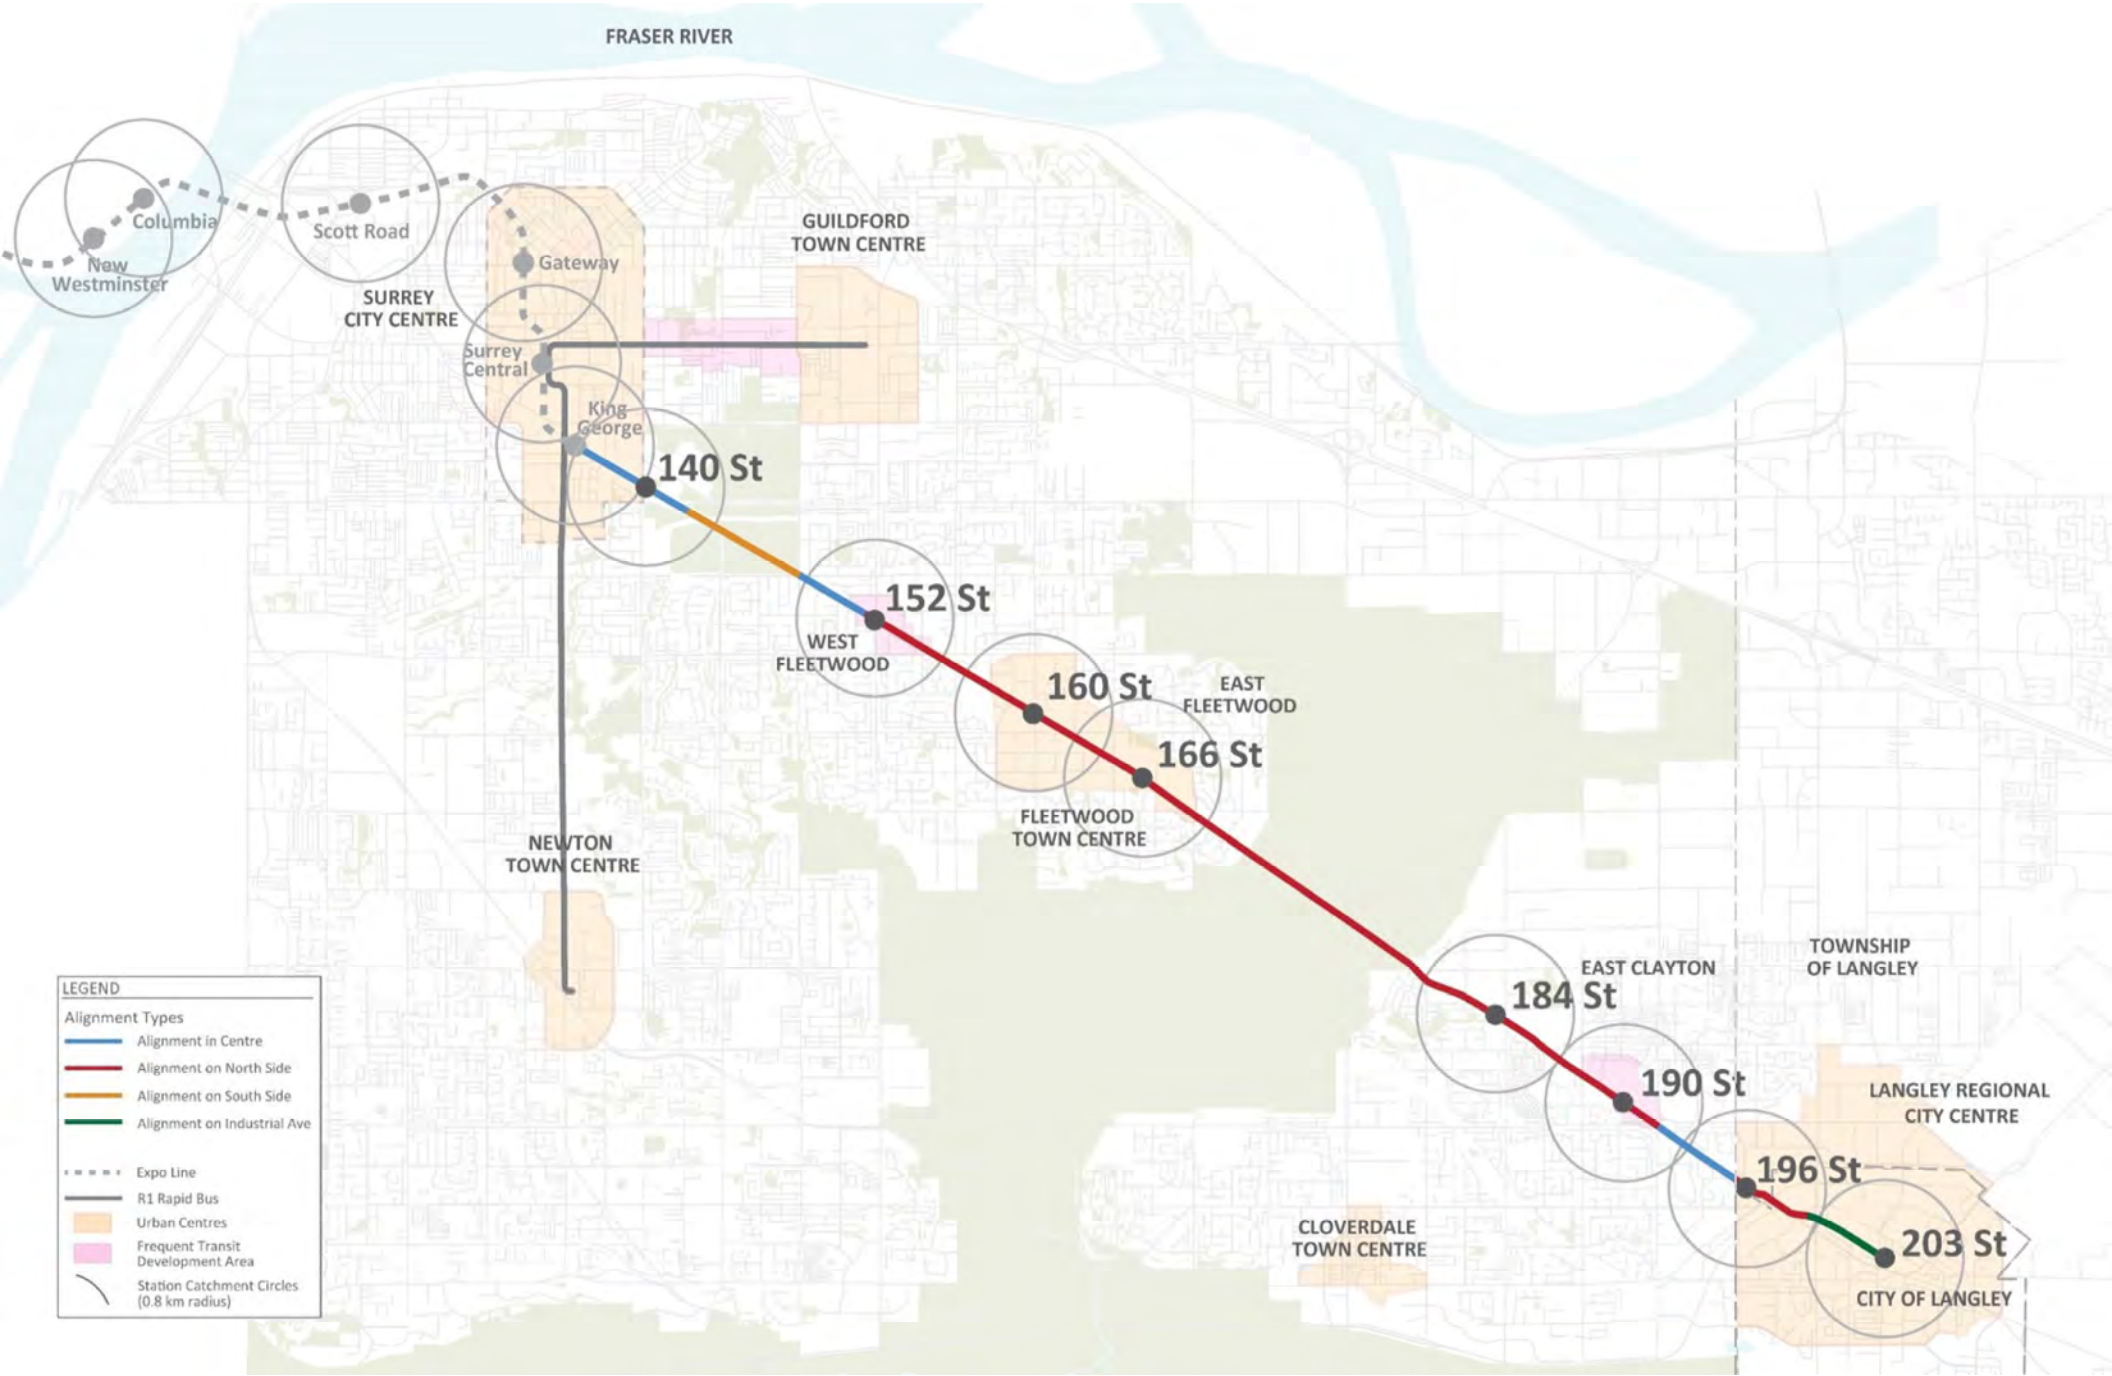 FRASER RIVER
Columbia
New
Westminster
Scott Road
Gateway
GUILDFORD
TOWN CENTRE
SURREY
CITY CENTRE
Surrey
Central
King
George
140 St
152 St
WEST
FLEETWOOD
160 St
EAST
FLEETWOOD
166 St
FLEETWOOD
TOWN CENTRE
NEWTON
TOWN CENTRE
TOWNSHIP
OF LANGLEY
EAST CLAYTON
184 St
190 St
LANGLEY REGIONAL
CITY CENTRE
196 St
CLOVERDALE
TOWN CENTRE
203 St
CITY OF LANGLEY
LEGEND
Alignment Types
Alignment in Centre
Alignment on North Side
Alignment on South Side
Alignment on Industrial Ave
Expo Line
R1 Rapid Bus
Urban Centres
Frequent Transit
Development Area
Station Catchment Circles
(0.8 km radius)